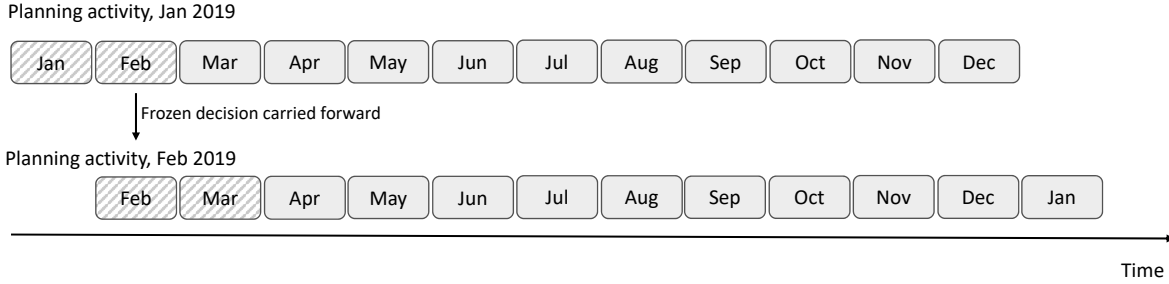 Planning activity, Jan 2019
Jan Feb Mar Apr May Jun Jul Aug Sep Oct Nov Dec
Frozen decision carried forward
Planning activity, Feb 2019
Feb Mar Apr May Jun Jul Aug Sep Oct Nov Dec Jan
Time